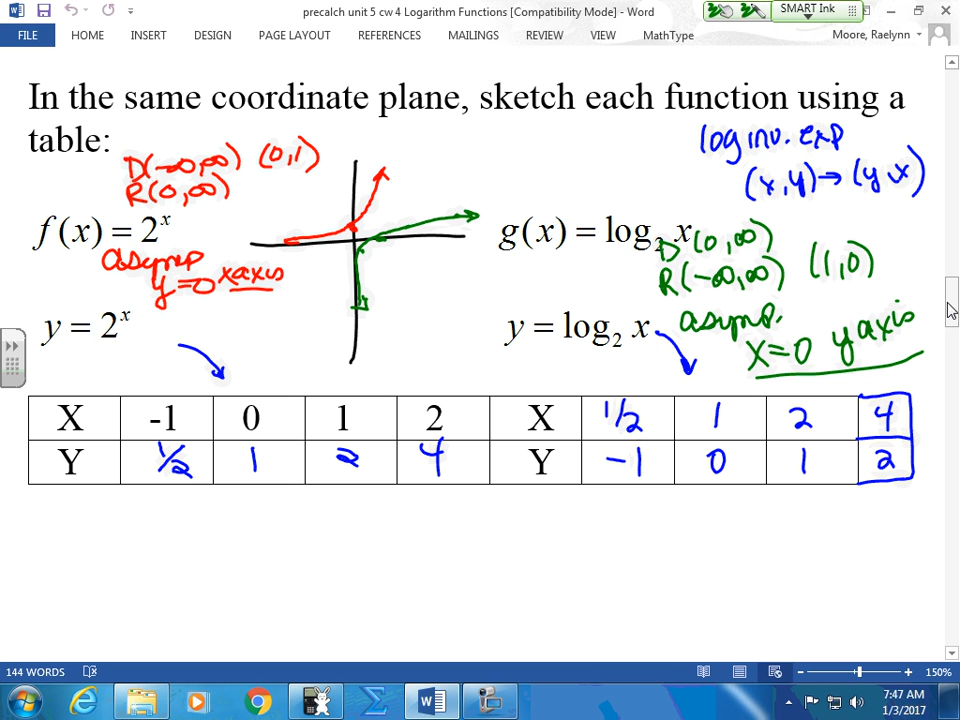 precalch unit 5 cw 4 Logarithm Functions [Compatibility Mode] - Word
SMART Ink
FILE HOME INSERT DESIGN PAGE LAYOUT REFERENCES MAILINGS REVIEW VIEW MathType Moore, Raelynn
In the same coordinate plane, sketch each function using a
table:
log inv. exp
(x,y)→(y,x)
D(-∞,∞) (0,1)
R(0,∞)
f(x) = 2^x
asymp
y=0 x axis
g(x) = log₂ x
D(0,∞)
R(-∞,∞) (1,0)
asymp.
x=0 y axis
y = 2^x
y = log₂ x
X -1 0 1 2 X 1/2 1 2 4
Y 1/2 1 2 4 Y -1 0 1 2
144 WORDS 150%
7:47 AM
1/3/2017